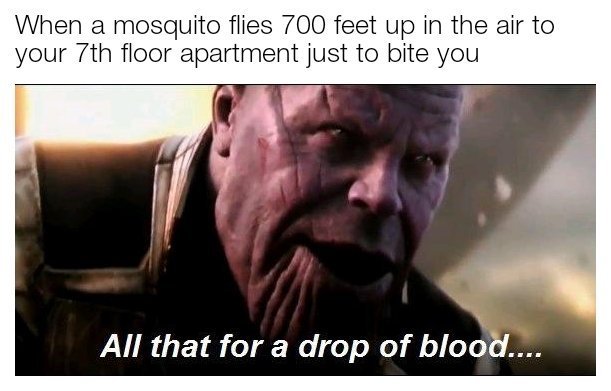 When a mosquito flies 700 feet up in the air to
your 7th floor apartment just to bite you
All that for a drop of blood....